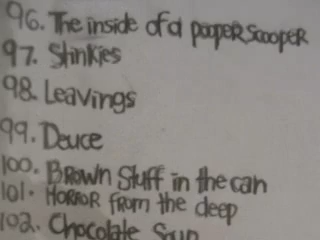 96. The inside of a pooper scooper
97. Stinkies
98. Leavings
99. Deuce
100. Brown Stuff in the can
101. Horror from the deep
102. Chocolate